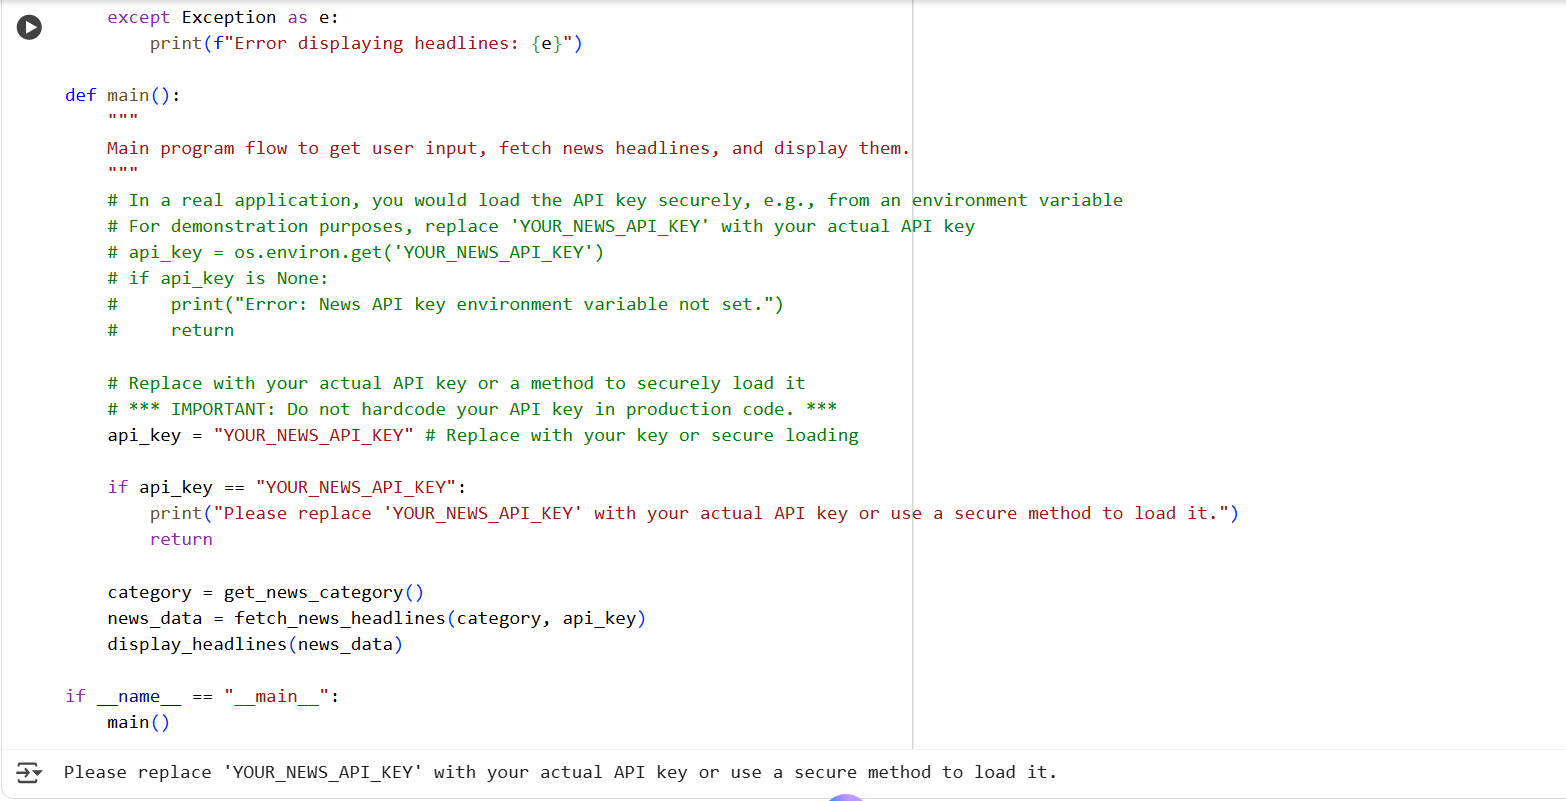 except Exception as e:
        print(f"Error displaying headlines: {e}")

def main():
    """
    Main program flow to get user input, fetch news headlines, and display them.
    """
    # In a real application, you would load the API key securely, e.g., from an environment variable
    # For demonstration purposes, replace 'YOUR_NEWS_API_KEY' with your actual API key
    # api_key = os.environ.get('YOUR_NEWS_API_KEY')
    # if api_key is None:
    #     print("Error: News API key environment variable not set.")
    #     return

    # Replace with your actual API key or a method to securely load it
    # *** IMPORTANT: Do not hardcode your API key in production code. ***
    api_key = "YOUR_NEWS_API_KEY" # Replace with your key or secure loading

    if api_key == "YOUR_NEWS_API_KEY":
        print("Please replace 'YOUR_NEWS_API_KEY' with your actual API key or use a secure method to load it.")
        return

    category = get_news_category()
    news_data = fetch_news_headlines(category, api_key)
    display_headlines(news_data)

if __name__ == "__main__":
    main()
Please replace 'YOUR_NEWS_API_KEY' with your actual API key or use a secure method to load it.